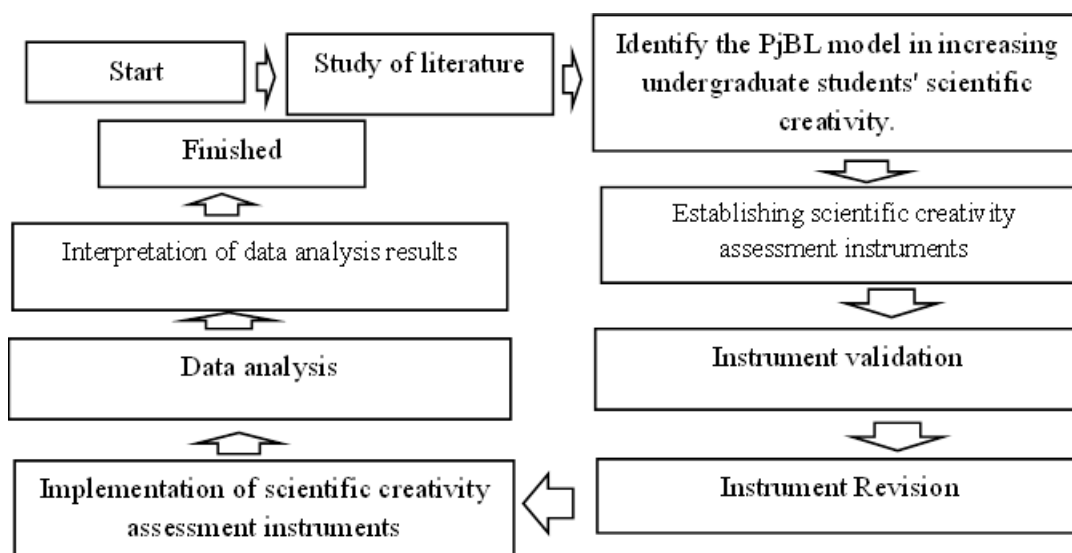 Start
Study of literature
Identify the PjBL model in increasing
undergraduate students' scientific
creativity.
Establishing scientific creativity
assessment instruments
Instrument validation
Instrument Revision
Implementation of scientific creativity
assessment instruments
Data analysis
Interpretation of data analysis results
Finished